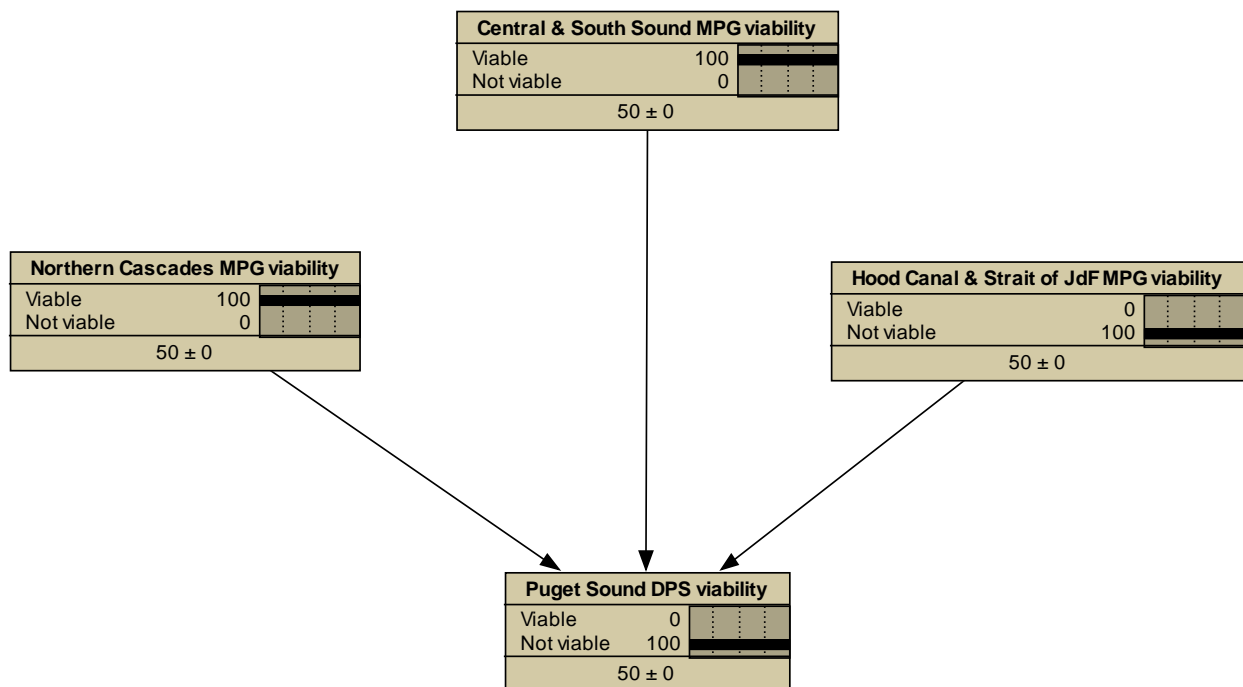 Central & South Sound MPG viability
Viable 100
Not viable 0
50 ± 0
Northern Cascades MPG viability
Viable 100
Not viable 0
50 ± 0
Hood Canal & Strait of JdF MPG viability
Viable 0
Not viable 100
50 ± 0
Puget Sound DPS viability
Viable 0
Not viable 100
50 ± 0